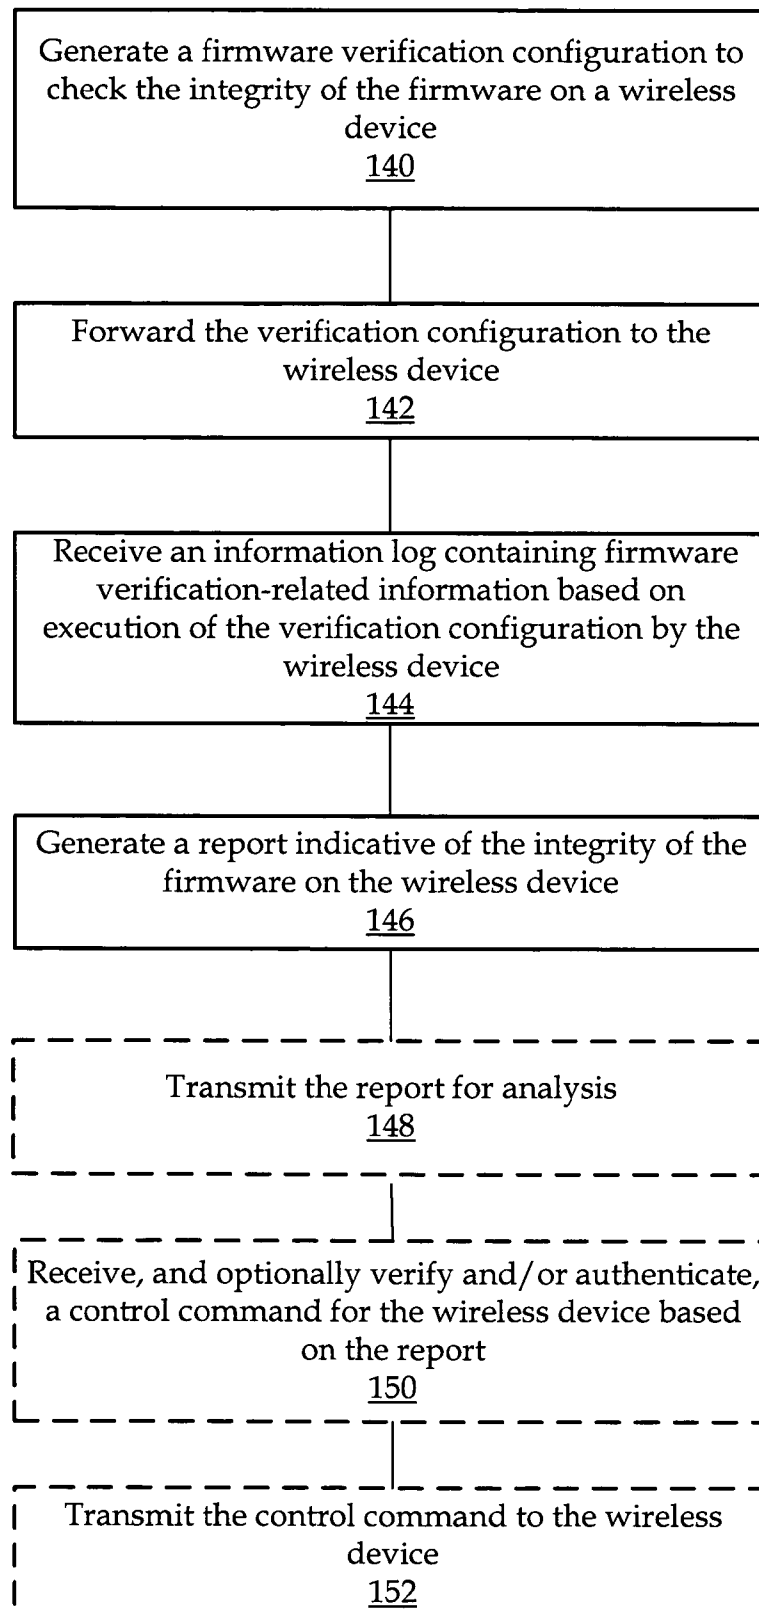 Generate a firmware verification configuration to
check the integrity of the firmware on a wireless
device
140
Forward the verification configuration to the
wireless device
142
Receive an information log containing firmware
verification-related information based on
execution of the verification configuration by the
wireless device
144
Generate a report indicative of the integrity of the
firmware on the wireless device
146
Transmit the report for analysis
148
Receive, and optionally verify and/or authenticate,
a control command for the wireless device based
on the report
150
Transmit the control command to the wireless
device
152